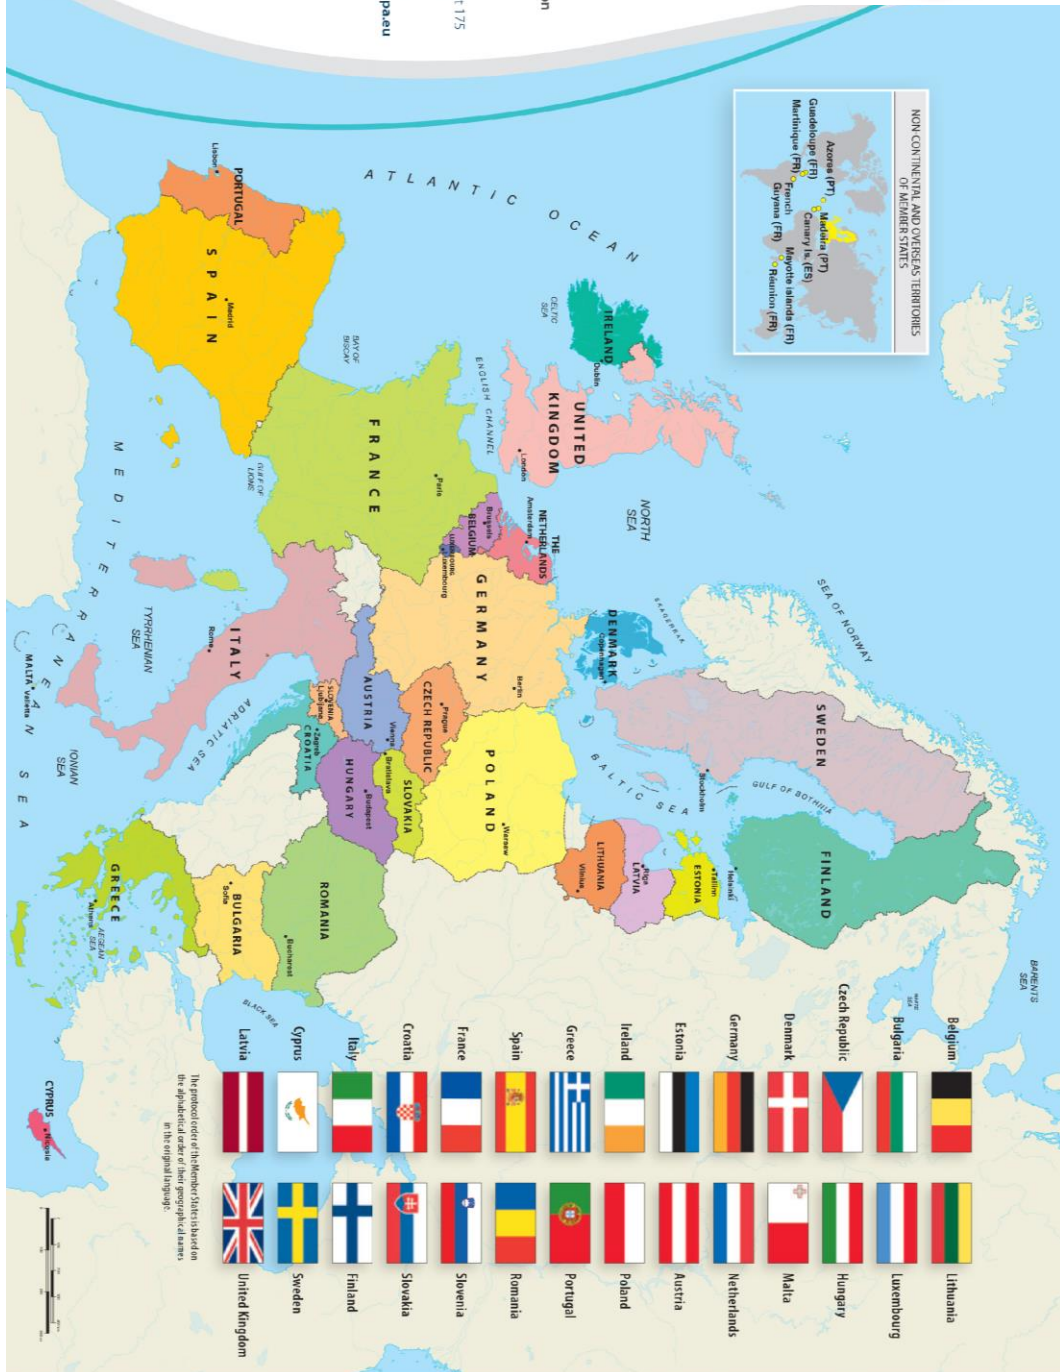 on
t 175
pa.eu
NON-CONTINENTAL AND OVERSEAS TERRITORIES
OF MEMBER STATES
Azores (PT)
Madeira (PT)
Canary Is. (ES)
Guadeloupe (FR)
Martinique (FR)
French
Guyana (FR)
Mayotte islands (FR)
Réunion (FR)
BARENTS
SEA
WHITE
SEA
SEA OF NORWAY
SWEDEN
FINLAND
GULF OF BOTHNIA
Stockholm
Helsinki
Tallinn
ESTONIA
Riga
LATVIA
LITHUANIA
Vilnius
BALTIC SEA
SKAGERRAK
NORTH
SEA
DENMARK
Copenhagen
ATLANTIC OCEAN
IRELAND
Dublin
CELTIC
SEA
UNITED
KINGDOM
London
ENGLISH CHANNEL
THE
NETHERLANDS
Amsterdam
Brussels
BELGIUM
LUXEMBOURG
Luxembourg
GERMANY
Berlin
POLAND
Warsaw
Prague
CZECH REPUBLIC
SLOVAKIA
Bratislava
Vienna
AUSTRIA
Budapest
HUNGARY
Paris
FRANCE
BAY OF
BISCAY
GULF OF
LIONS
SLOVENIA
Ljubljana
Zagreb
CROATIA
ROMANIA
Bucharest
BULGARIA
Sofia
BLACK SEA
PORTUGAL
Lisbon
SPAIN
Madrid
ITALY
Rome
ADRIATIC SEA
TYRRHENIAN
SEA
IONIAN
SEA
MEDITERRANEAN SEA
GREECE
Athens
AEGEAN
SEA
MALTA
Valletta
CYPRUS
Nicosia
Belgium
Bulgaria
Czech Republic
Denmark
Germany
Estonia
Ireland
Greece
Spain
France
Croatia
Italy
Cyprus
Latvia
Lithuania
Luxembourg
Hungary
Malta
Netherlands
Austria
Poland
Portugal
Romania
Slovenia
Slovakia
Finland
Sweden
United Kingdom
The protocol order of the Member States is based on
the alphabetical order of their geographical names
in the original language.